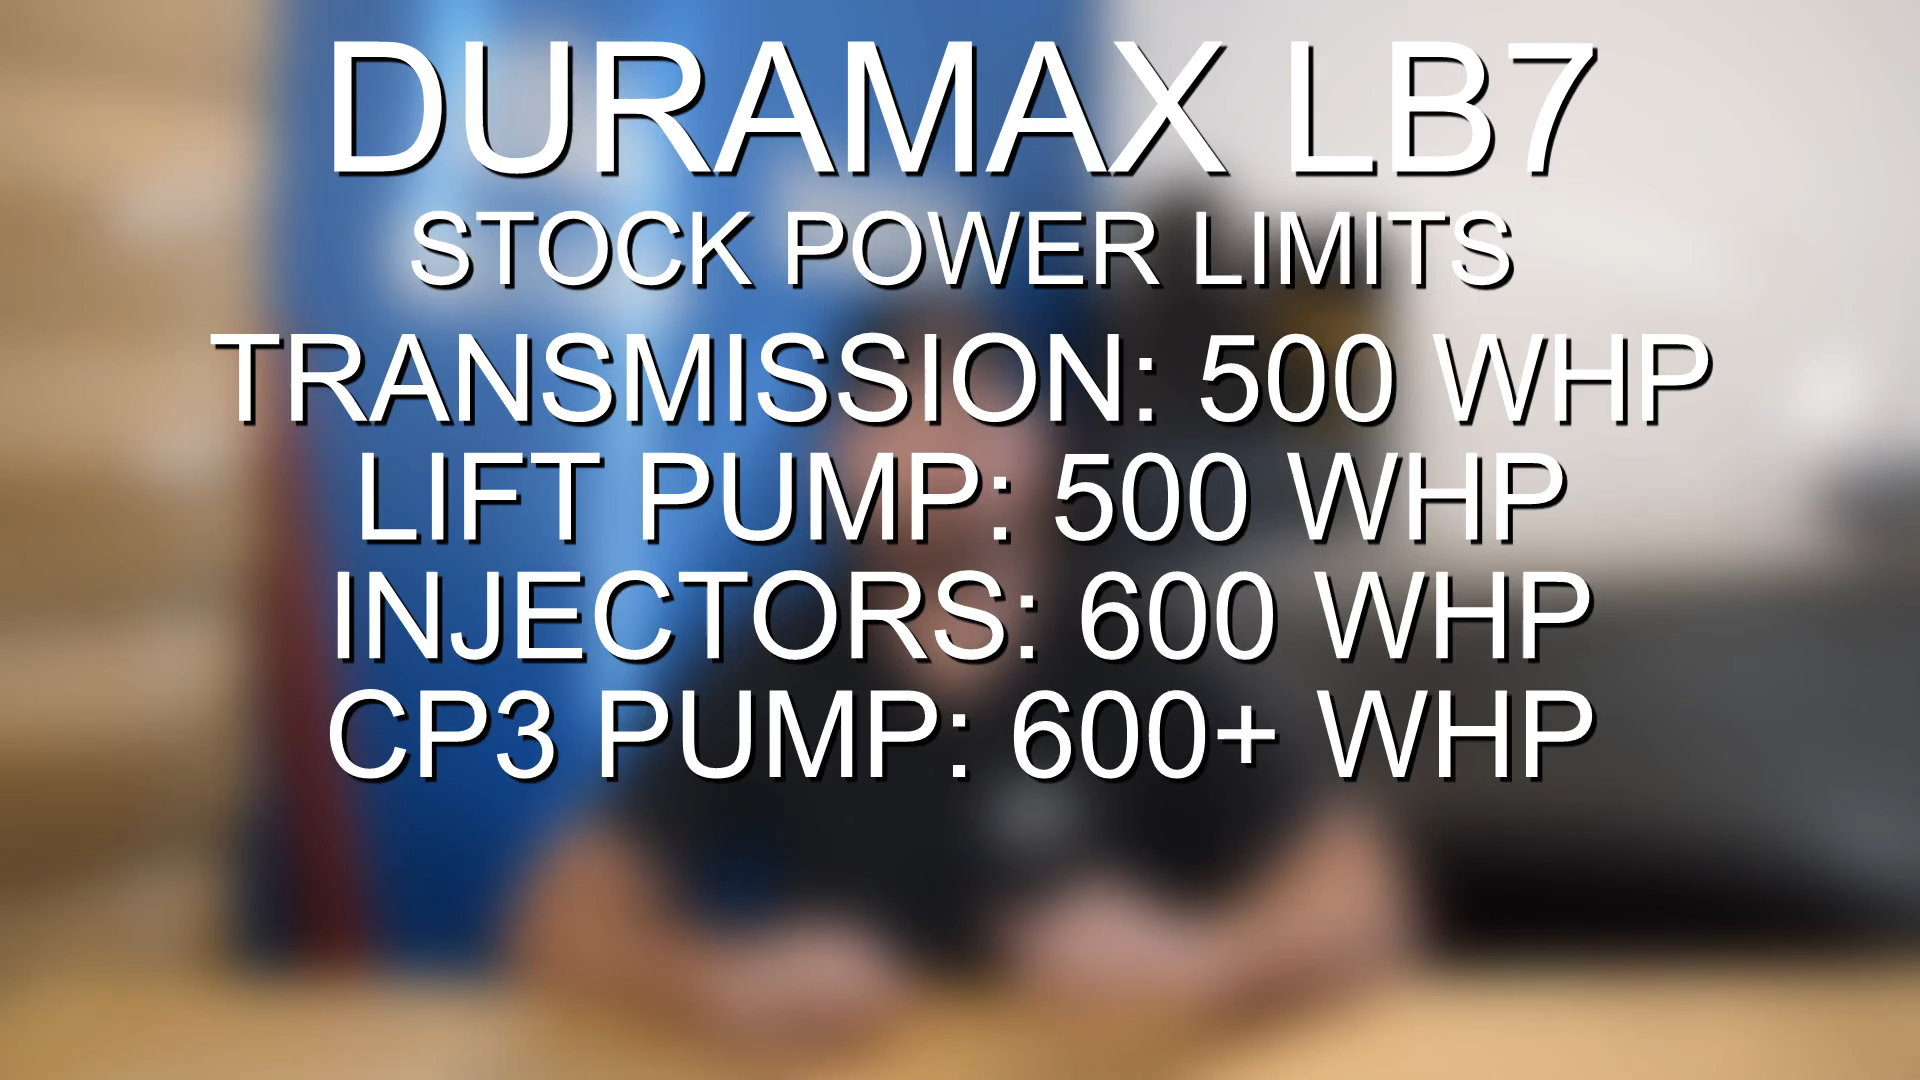 DURAMAX LB7
STOCK POWER LIMITS
TRANSMISSION: 500 WHP
LIFT PUMP: 500 WHP
INJECTORS: 600 WHP
CP3 PUMP: 600+ WHP